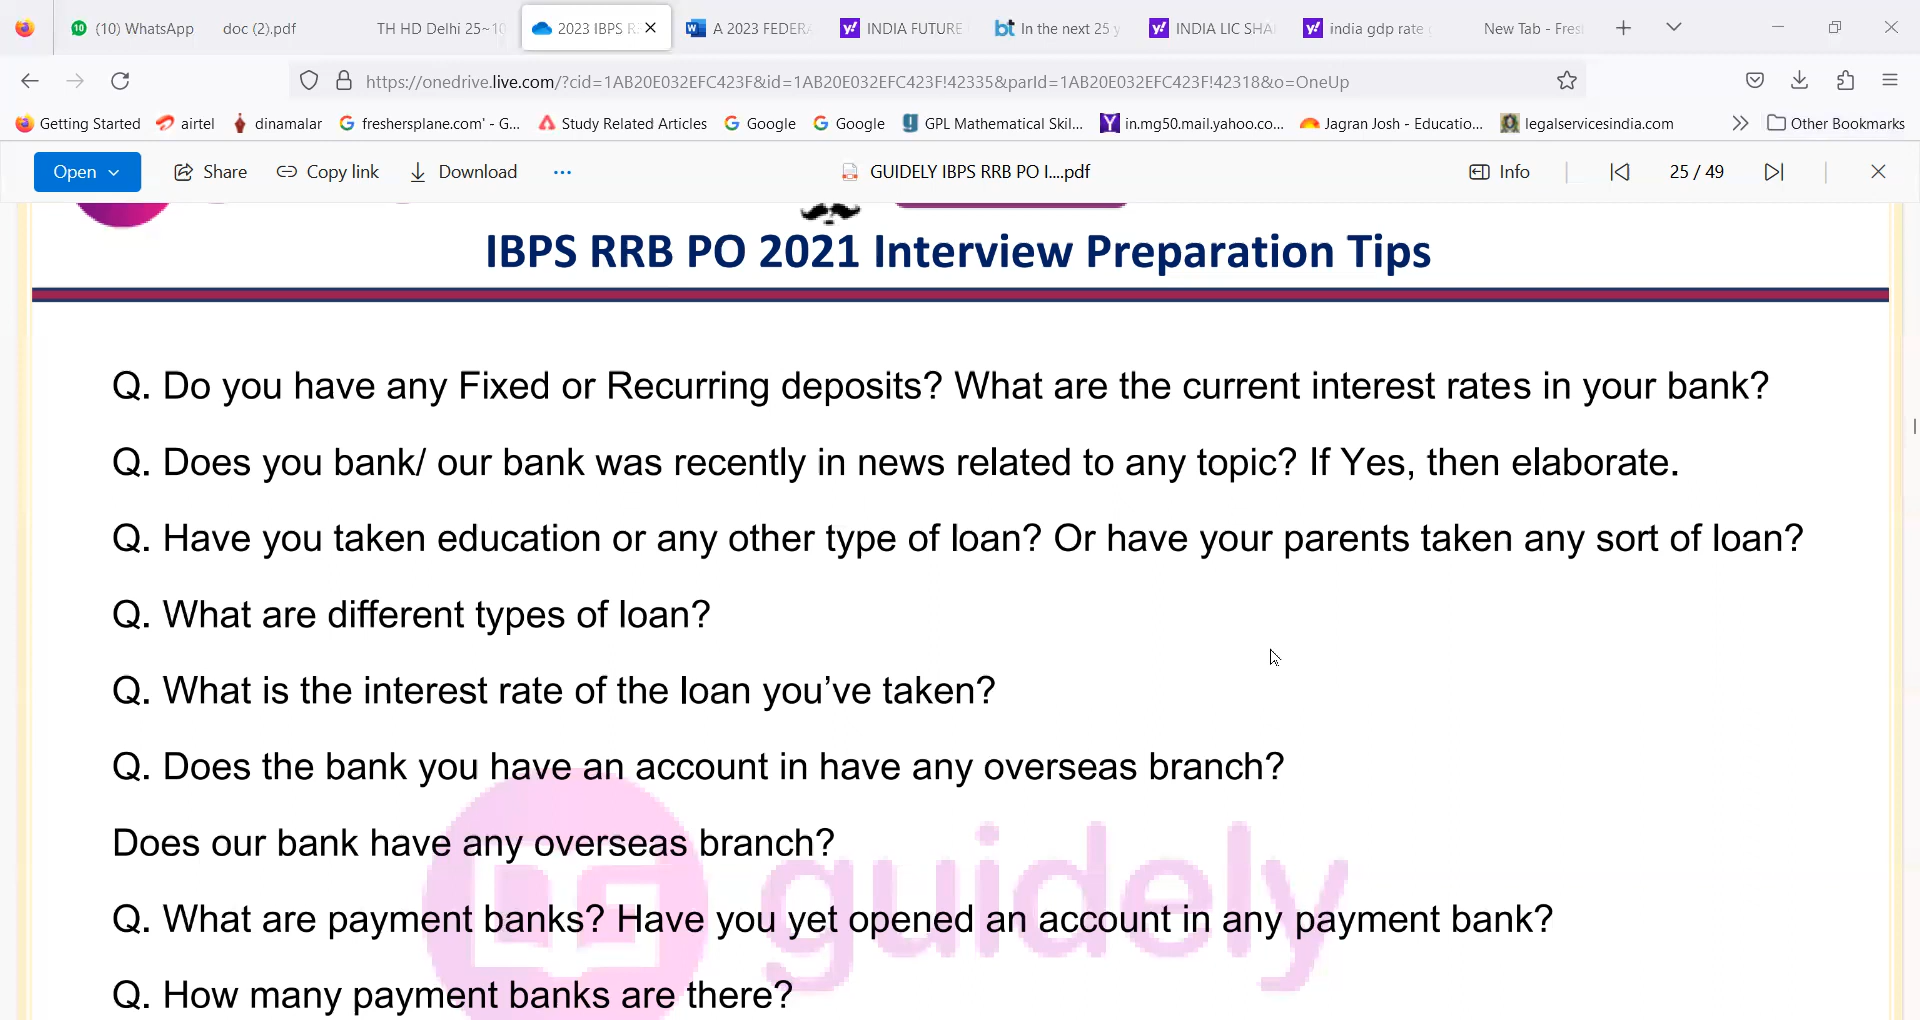 (10) WhatsApp
doc (2).pdf
TH HD Delhi 25~10
2023 IBPS R
A 2023 FEDERA
INDIA FUTURE
In the next 25 y
INDIA LIC SHA
india gdp rate
New Tab - Fres
https://onedrive.live.com/?cid=1AB20E032EFC423F&id=1AB20E032EFC423F!42335&parId=1AB20E032EFC423F!42318&o=OneUp
Getting Started
airtel
dinamalar
freshersplane.com' - G...
Study Related Articles
Google
Google
GPL Mathematical Skil...
in.mg50.mail.yahoo.co...
Jagran Josh - Educatio...
legalservicesindia.com
Other Bookmarks
Open
Share
Copy link
Download
GUIDELY IBPS RRB PO I....pdf
Info
25 / 49
IBPS RRB PO 2021 Interview Preparation Tips
Q. Do you have any Fixed or Recurring deposits? What are the current interest rates in your bank?
Q. Does you bank/ our bank was recently in news related to any topic? If Yes, then elaborate.
Q. Have you taken education or any other type of loan? Or have your parents taken any sort of loan?
Q. What are different types of loan?
Q. What is the interest rate of the loan you’ve taken?
Q. Does the bank you have an account in have any overseas branch?
Does our bank have any overseas branch?
Q. What are payment banks? Have you yet opened an account in any payment bank?
Q. How many payment banks are there?
guidely